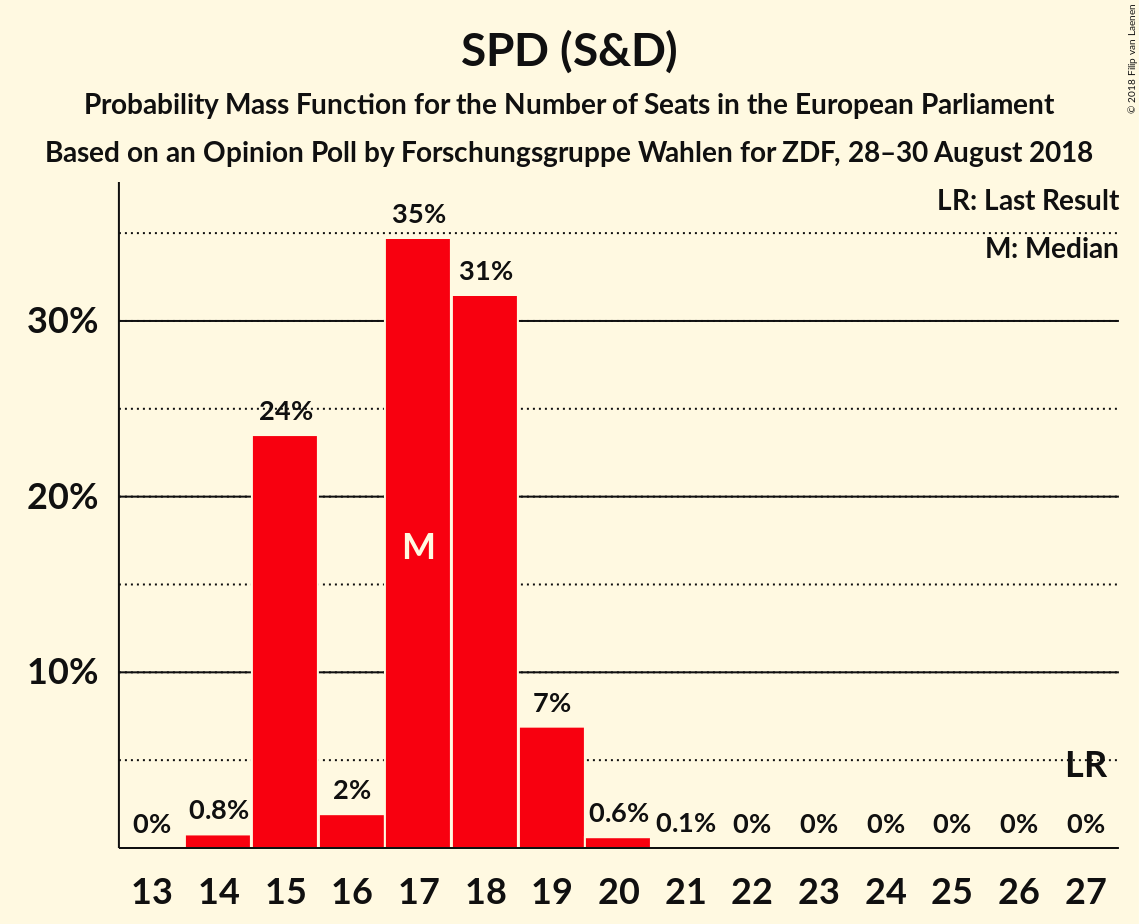 SPD (S&D)
Probability Mass Function for the Number of Seats in the European Parliament
Based on an Opinion Poll by Forschungsgruppe Wahlen for ZDF, 28–30 August 2018
© 2018 Filip van Laenen
LR: Last Result
M: Median
30%
20%
10%
0%
0.8%
24%
2%
35%
31%
7%
0.6%
0.1%
0%
0%
0%
0%
0%
0%
M
LR
13 14 15 16 17 18 19 20 21 22 23 24 25 26 27